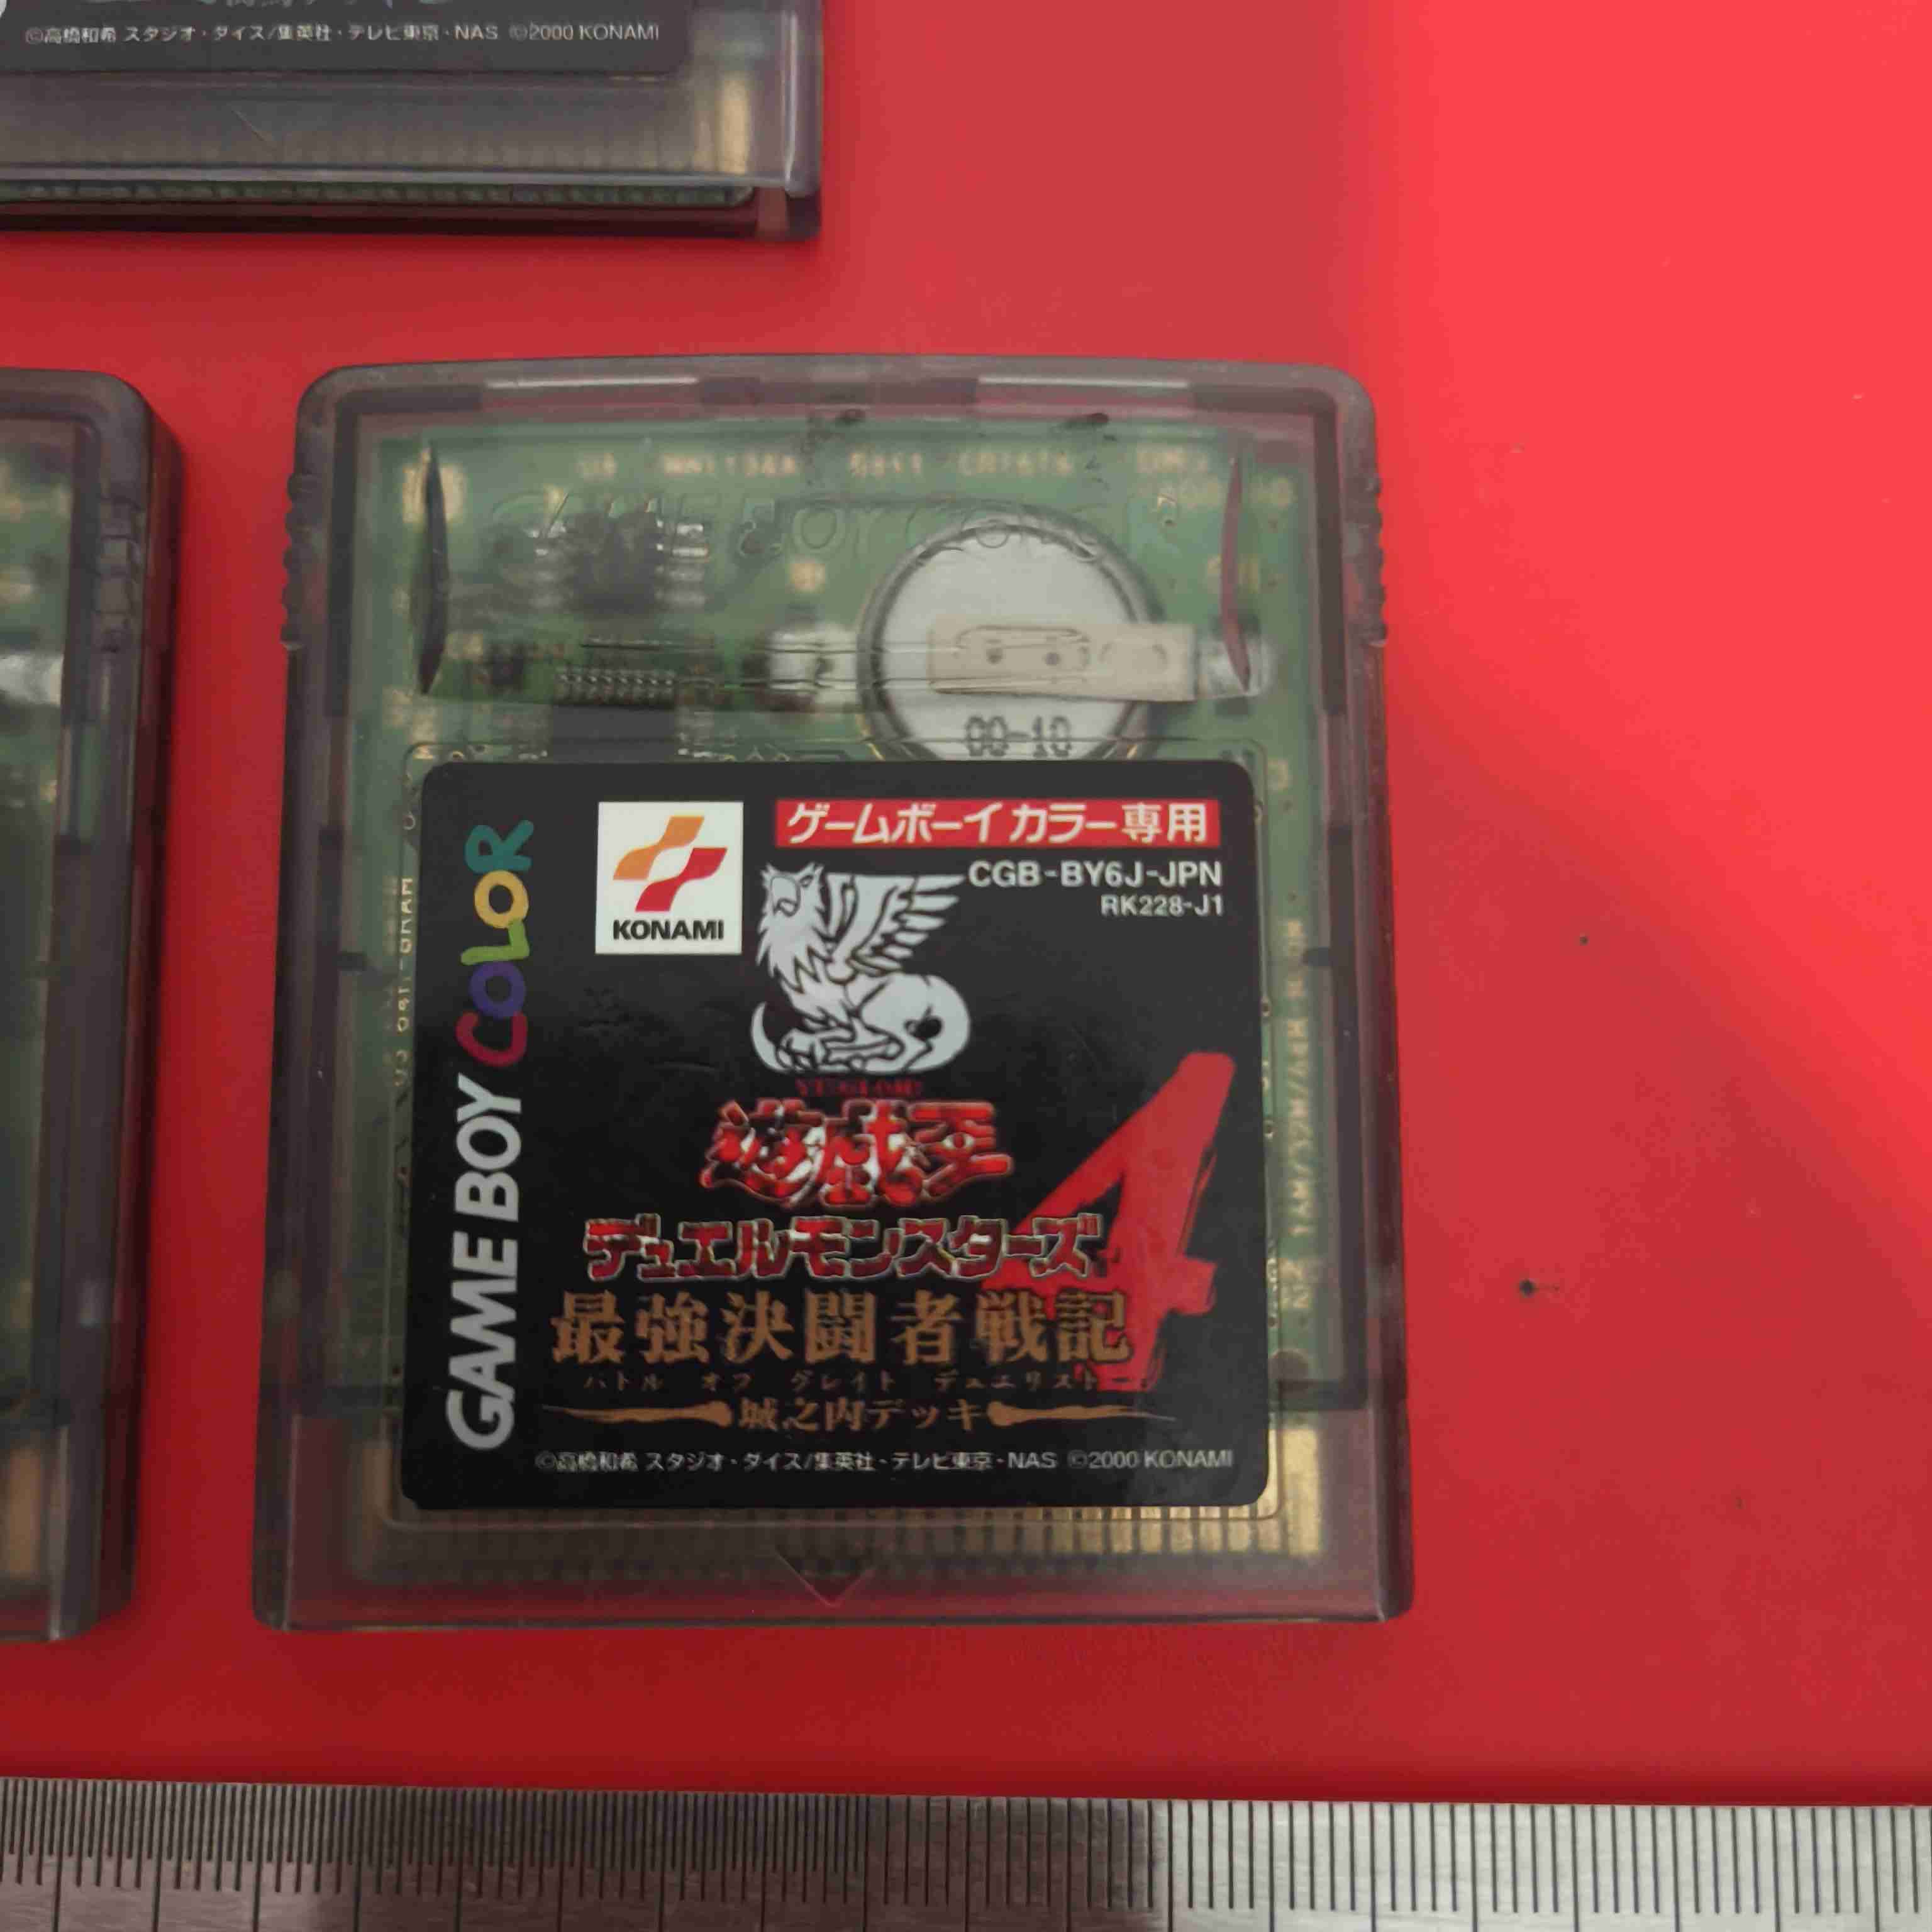 ©高橋和希 スタジオ・ダイス/集英社・テレビ東京・NAS ©2000 KONAMI
GAME BOY COLOR
00-10
GAME BOY COLOR
KONAMI
ゲームボーイカラー専用
CGB-BY6J-JPN
RK228-J1
遊戯王
デュエルモンスターズ4
最強決闘者戦記
バトル オブ グレイト デュエリスト
城之内デッキ
©高橋和希 スタジオ・ダイス/集英社・テレビ東京・NAS ©2000 KONAMI